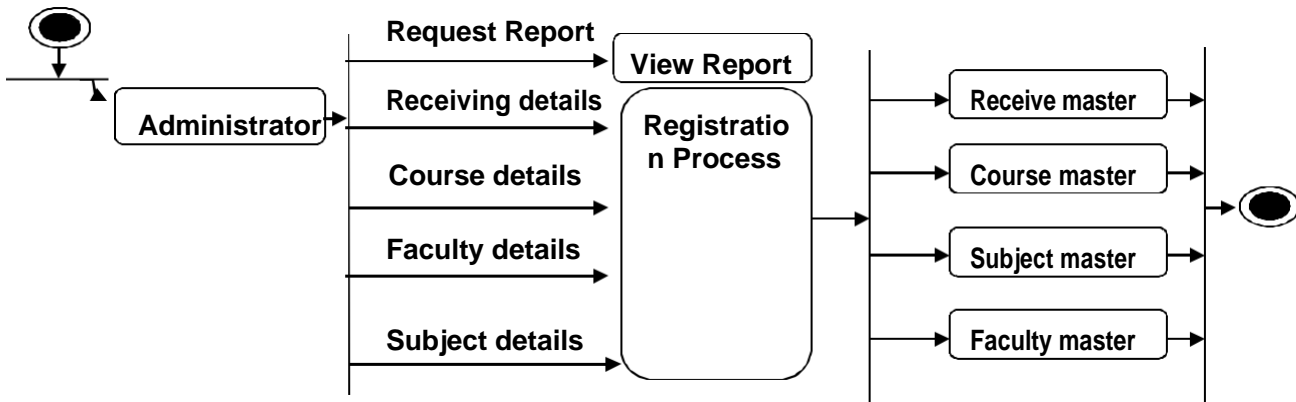 Request Report
View Report
Receiving details
Administrator
Registratio
n Process
Course details
Faculty details
Subject details
Receive master
Course master
Subject master
Faculty master